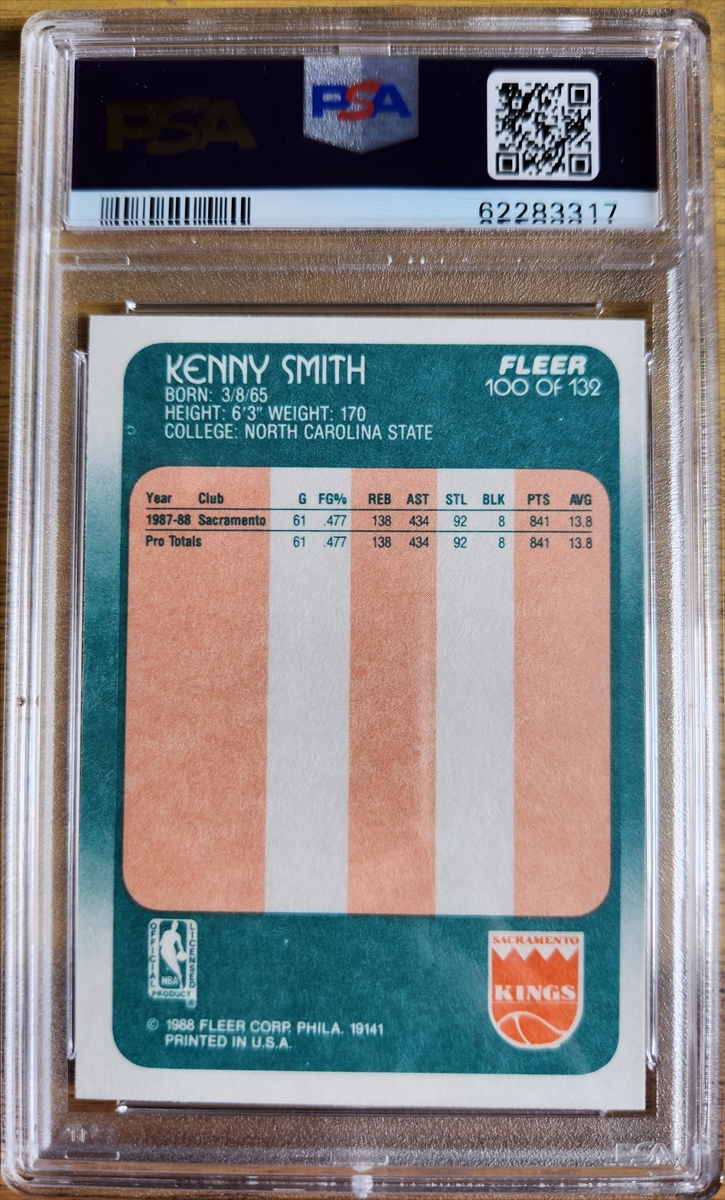 PSA
PSA
62283317
KENNY SMITH
FLEER
100 OF 132
BORN: 3/8/65
HEIGHT: 6'3" WEIGHT: 170
COLLEGE: NORTH CAROLINA STATE
Year Club G FG% REB AST STL BLK PTS AVG
1987-88 Sacramento 61 .477 138 434 92 8 841 13.8
Pro Totals 61 .477 138 434 92 8 841 13.8
OFFICIAL LICENSED
NBA
PRODUCT ®
SACRAMENTO
KINGS
© 1988 FLEER CORP. PHILA. 19141
PRINTED IN U.S.A.
PSA